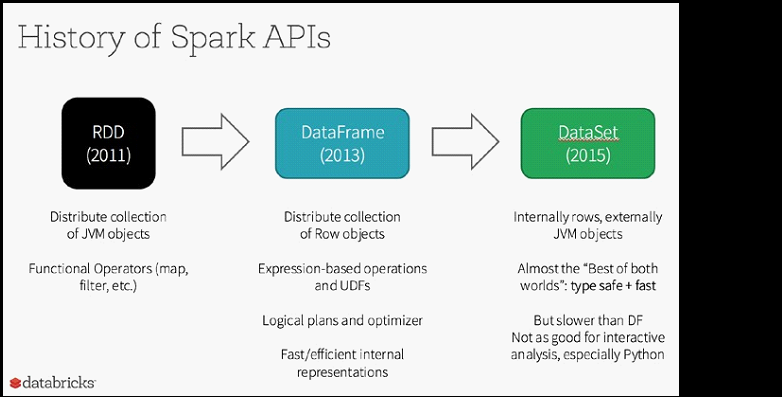 History of Spark APIs
RDD
(2011)
DataFrame
(2013)
DataSet
(2015)
Distribute collection
of JVM objects
Functional Operators (map,
filter, etc.)
Distribute collection
of Row objects
Expression-based operations
and UDFs
Logical plans and optimizer
Fast/efficient internal
representations
Internally rows, externally
JVM objects
Almost the “Best of both
worlds”: type safe + fast
But slower than DF
Not as good for interactive
analysis, especially Python
databricks